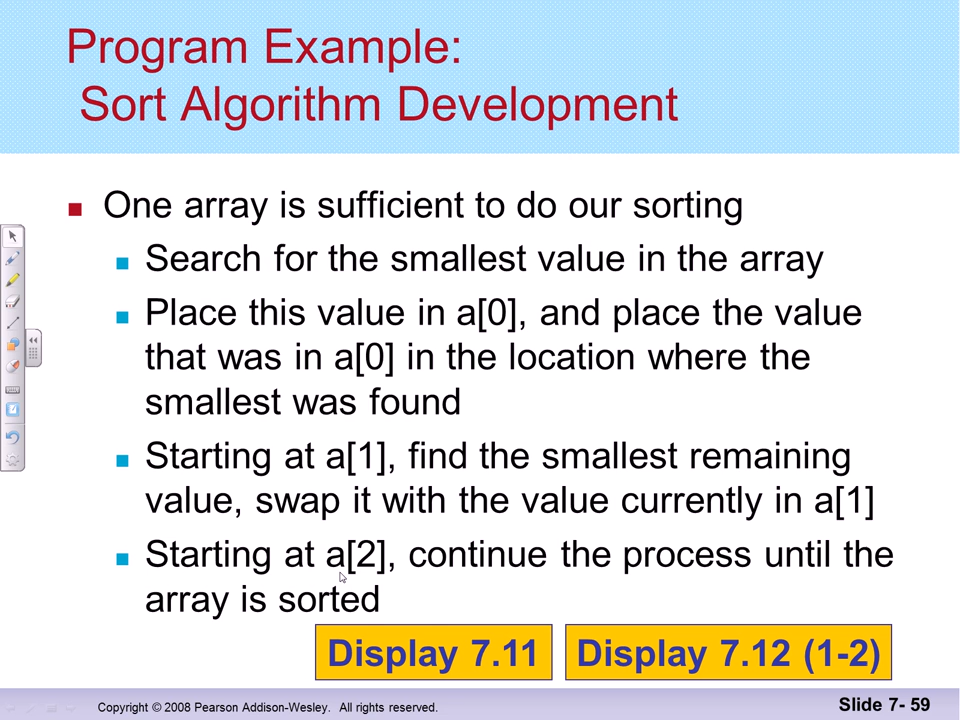 Program Example:
Sort Algorithm Development
One array is sufficient to do our sorting
Search for the smallest value in the array
Place this value in a[0], and place the value
that was in a[0] in the location where the
smallest was found
Starting at a[1], find the smallest remaining
value, swap it with the value currently in a[1]
Starting at a[2], continue the process until the
array is sorted
Display 7.11
Display 7.12 (1-2)
Copyright © 2008 Pearson Addison-Wesley. All rights reserved.
Slide 7- 59